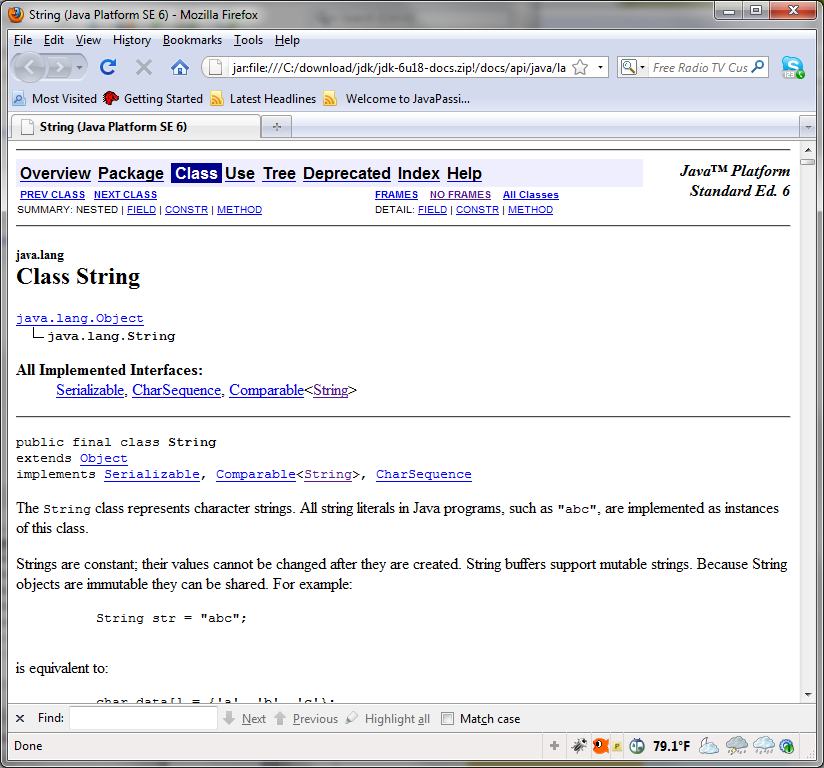 String (Java Platform SE 6) - Mozilla Firefox
File Edit View History Bookmarks Tools Help
jar:file:///C:/download/jdk/jdk-6u18-docs.zip!/docs/api/java/la Free Radio TV Cus
Most Visited Getting Started Latest Headlines Welcome to JavaPassi...
String (Java Platform SE 6)
Overview Package Class Use Tree Deprecated Index Help
Java™ Platform
Standard Ed. 6
PREV CLASS NEXT CLASS FRAMES NO FRAMES All Classes
SUMMARY: NESTED | FIELD | CONSTR | METHOD DETAIL: FIELD | CONSTR | METHOD
java.lang
Class String
java.lang.Object
java.lang.String
All Implemented Interfaces:
Serializable, CharSequence, Comparable<String>
public final class String
extends Object
implements Serializable, Comparable<String>, CharSequence
The String class represents character strings. All string literals in Java programs, such as "abc", are implemented as instances
of this class.
Strings are constant; their values cannot be changed after they are created. String buffers support mutable strings. Because String
objects are immutable they can be shared. For example:
String str = "abc";
is equivalent to:
char data[] = {'a', 'b', 'c'};
Find: Next Previous Highlight all Match case
Done 79.1°F